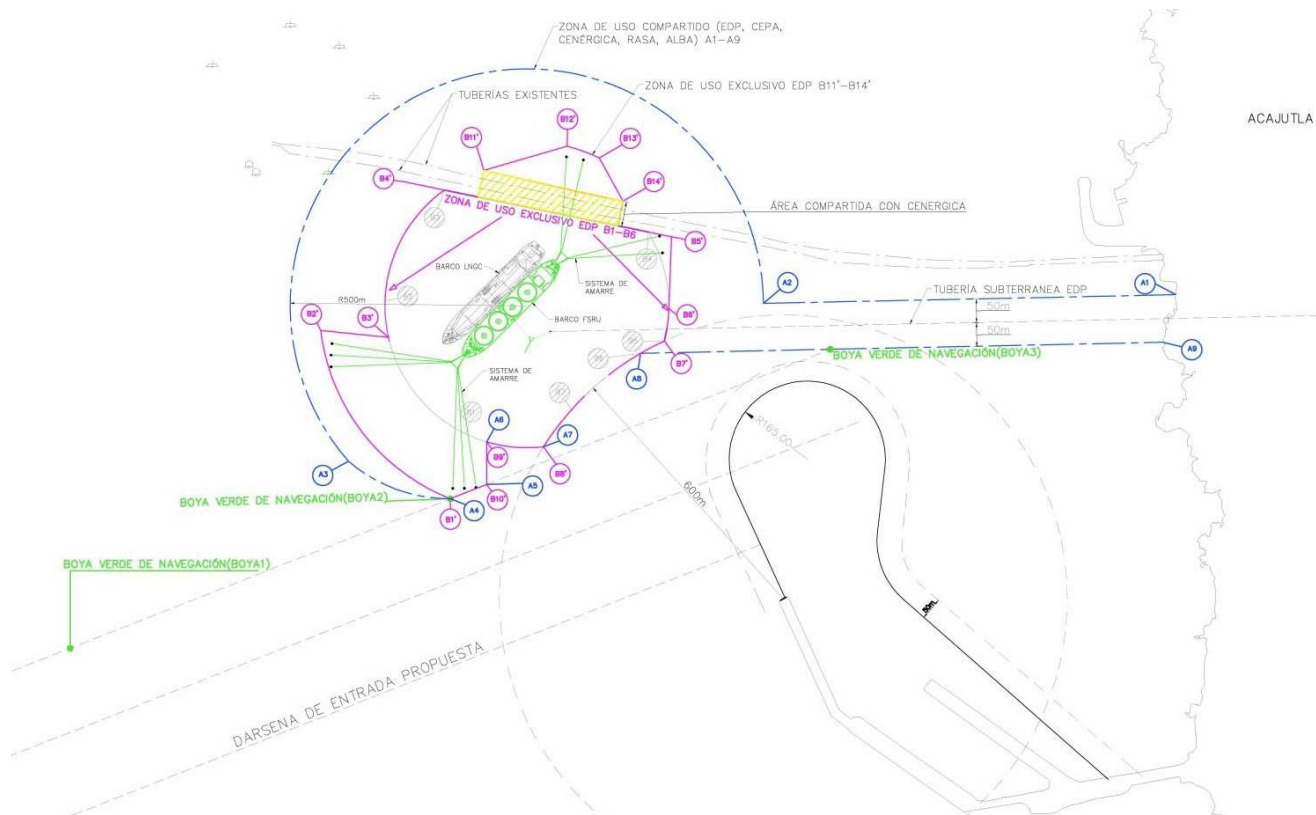 ZONA DE USO COMPARTIDO (EDP, CEPA,
CENÉRGICA, RASA, ALBA) A1-A9
ZONA DE USO EXCLUSIVO EDP B11'-B14'
TUBERÍAS EXISTENTES
ACAJUTLA
B12'
B11'
B13'
B4'
B14'
ZONA DE USO EXCLUSIVO EDP B1-B6
ÁREA COMPARTIDA CON CENERGICA
B5'
BARCO LNGC
SISTEMA DE
AMARRE
A2
A1
TUBERÍA SUBTERRANEA EDP
R500m
50m
B2'
B3'
BARCO FSRU
B6'
50m
BOYA VERDE DE NAVEGACIÓN(BOYA3)
A9
B7'
A8
SISTEMA DE
AMARRE
R165.00
A6
A7
B9'
B8'
A3
A5
600m
BOYA VERDE DE NAVEGACIÓN(BOYA2)
B10'
A4
B1'
BOYA VERDE DE NAVEGACIÓN(BOYA1)
50m
DARSENA DE ENTRADA PROPUESTA